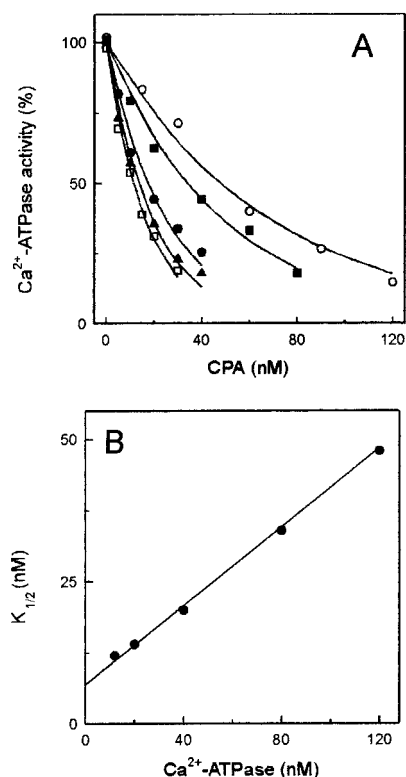 A
Ca²⁺-ATPase activity (%)
100
50
0
0 40 80 120
CPA (nM)
B
K₁/₂ (nM)
50
25
0
0 40 80 120
Ca²⁺-ATPase (nM)